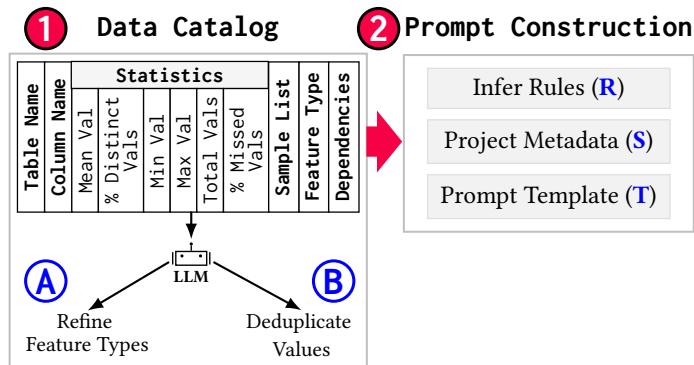 1 Data Catalog
2 Prompt Construction
Table Name
Column Name
Statistics
Mean Val
% Distinct
Vals
Min Val
Max Val
Total Vals
% Missed
Vals
Sample List
Feature Type
Dependencies
LLM
A
B
Refine
Feature Types
Deduplicate
Values
Infer Rules (R)
Project Metadata (S)
Prompt Template (T)